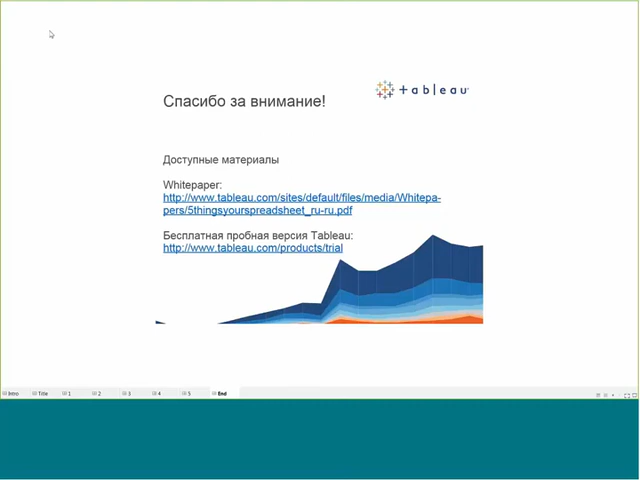 Спасибо за внимание!
+ableau
Доступные материалы
Whitepaper:
http://www.tableau.com/sites/default/files/media/Whitepa-
pers/5thingsyourspreadsheet_ru-ru.pdf
Бесплатная пробная версия Tableau:
http://www.tableau.com/products/trial
Intro Title 1 2 3 4 5 End